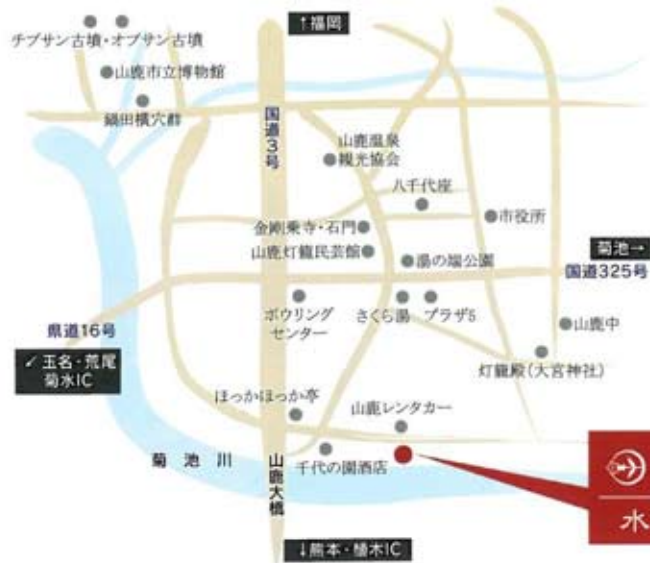 ↑福岡
チブサン古墳・オブサン古墳
山鹿市立博物館
鍋田横穴群
国道3号
山鹿温泉
観光協会
八千代座
市役所
金剛乗寺・石門
山鹿灯籠民芸館
湯の端公園
菊池→
国道325号
ボウリング
センター
さくら湯
プラザ5
県道16号
山鹿中
↙玉名・荒尾
菊水IC
灯籠殿(大宮神社)
ほっかほっか亭
山鹿レンタカー
菊池川
山鹿大橋
千代の園酒店
水
↓熊本・植木IC